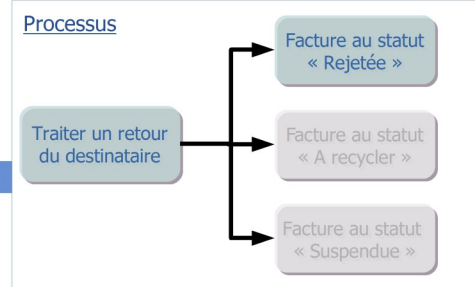 Processus
Facture au statut
« Rejetée »
Traiter un retour
du destinataire
Facture au statut
« A recycler »
Facture au statut
« Suspendue »